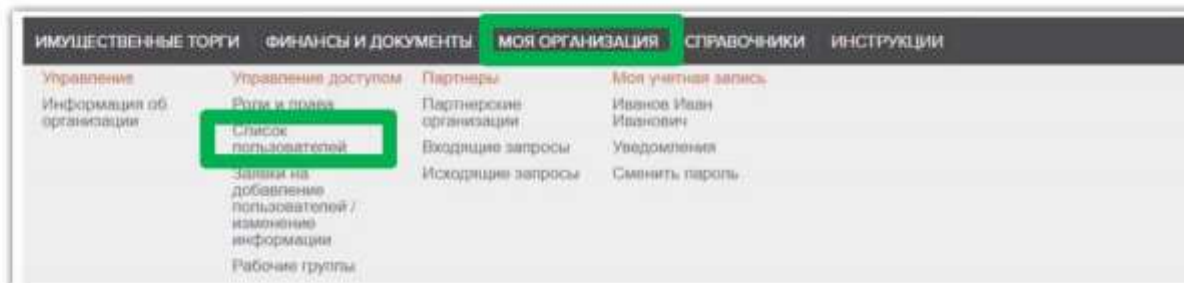 ИМУЩЕСТВЕННЫЕ ТОРГИ ФИНАНСЫ И ДОКУМЕНТЫ МОЯ ОРГАНИЗАЦИЯ СПРАВОЧНИКИ ИНСТРУКЦИИ
Управление
Информация об
организации
Управление доступом
Роли и права
Список
пользователей
Заявки на
добавление
пользователей /
изменение
информации
Рабочие группы
Партнеры
Партнерские
организации
Входящие запросы
Исходящие запросы
Моя учетная запись
Иванов Иван
Иванович
Уведомления
Сменить пароль